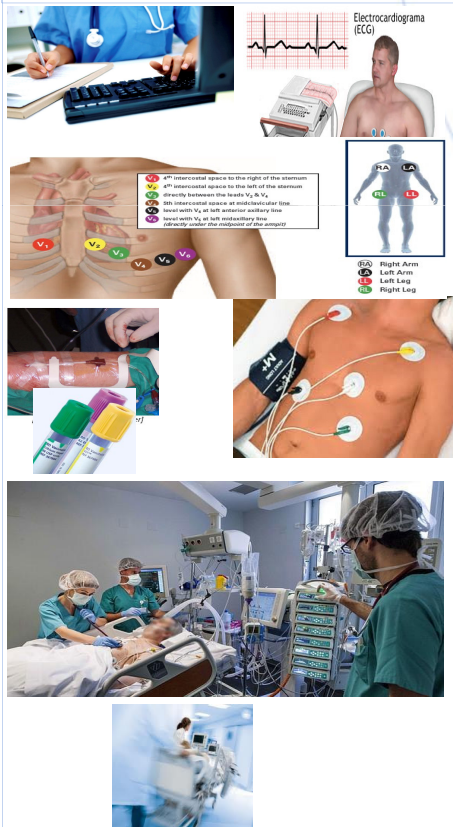 Electrocardiograma
(ECG)
V1 4th intercostal space to the right of the sternum
V2 4th intercostal space to the left of the sternum
V3 directly between the leads V2 & V4
V4 5th intercostal space at midclavicular line
V5 level with V4 at left anterior axillary line
V6 level with V5 at left midaxillary line
(directly under the midpoint of the armpit)
V1
V2
V3
V4
V5
V6
RA
LA
RL
LL
RA Right Arm
LA Left Arm
LL Left Leg
RL Right Leg
M+